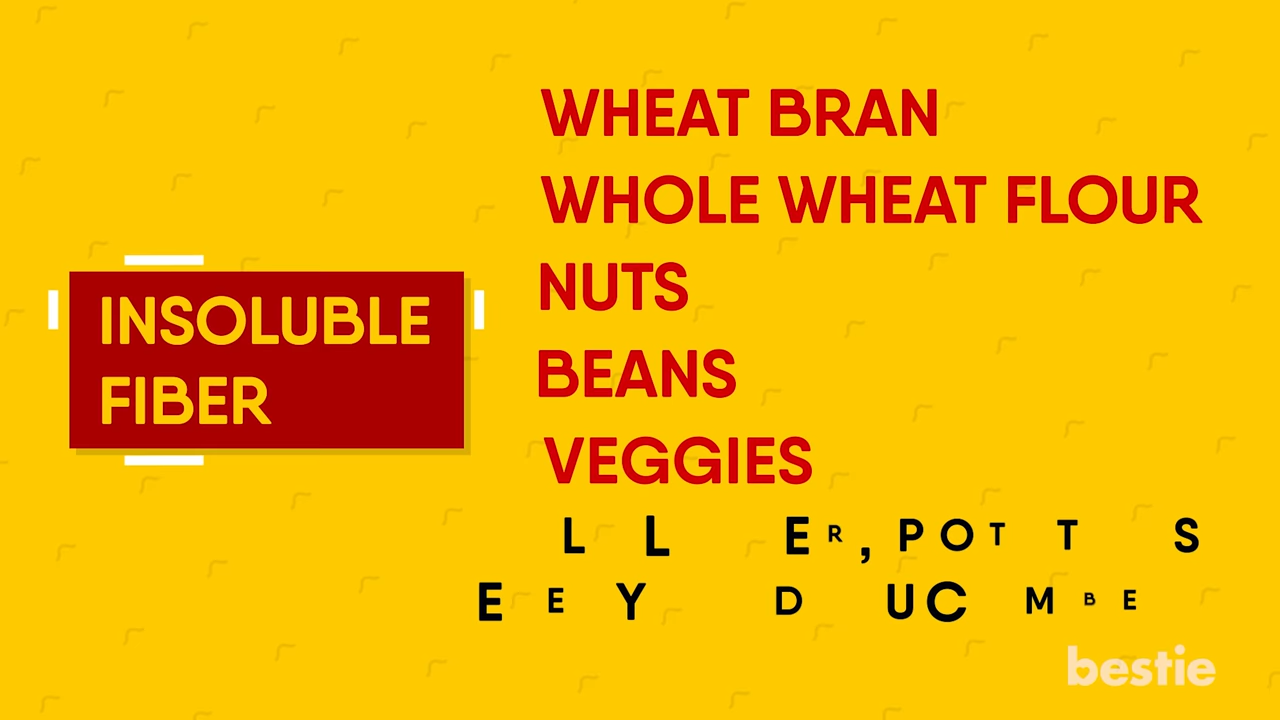 INSOLUBLE
FIBER
WHEAT BRAN
WHOLE WHEAT FLOUR
NUTS
BEANS
VEGGIES
L L E R , P O T T S
E E Y D U C M B E
bestie